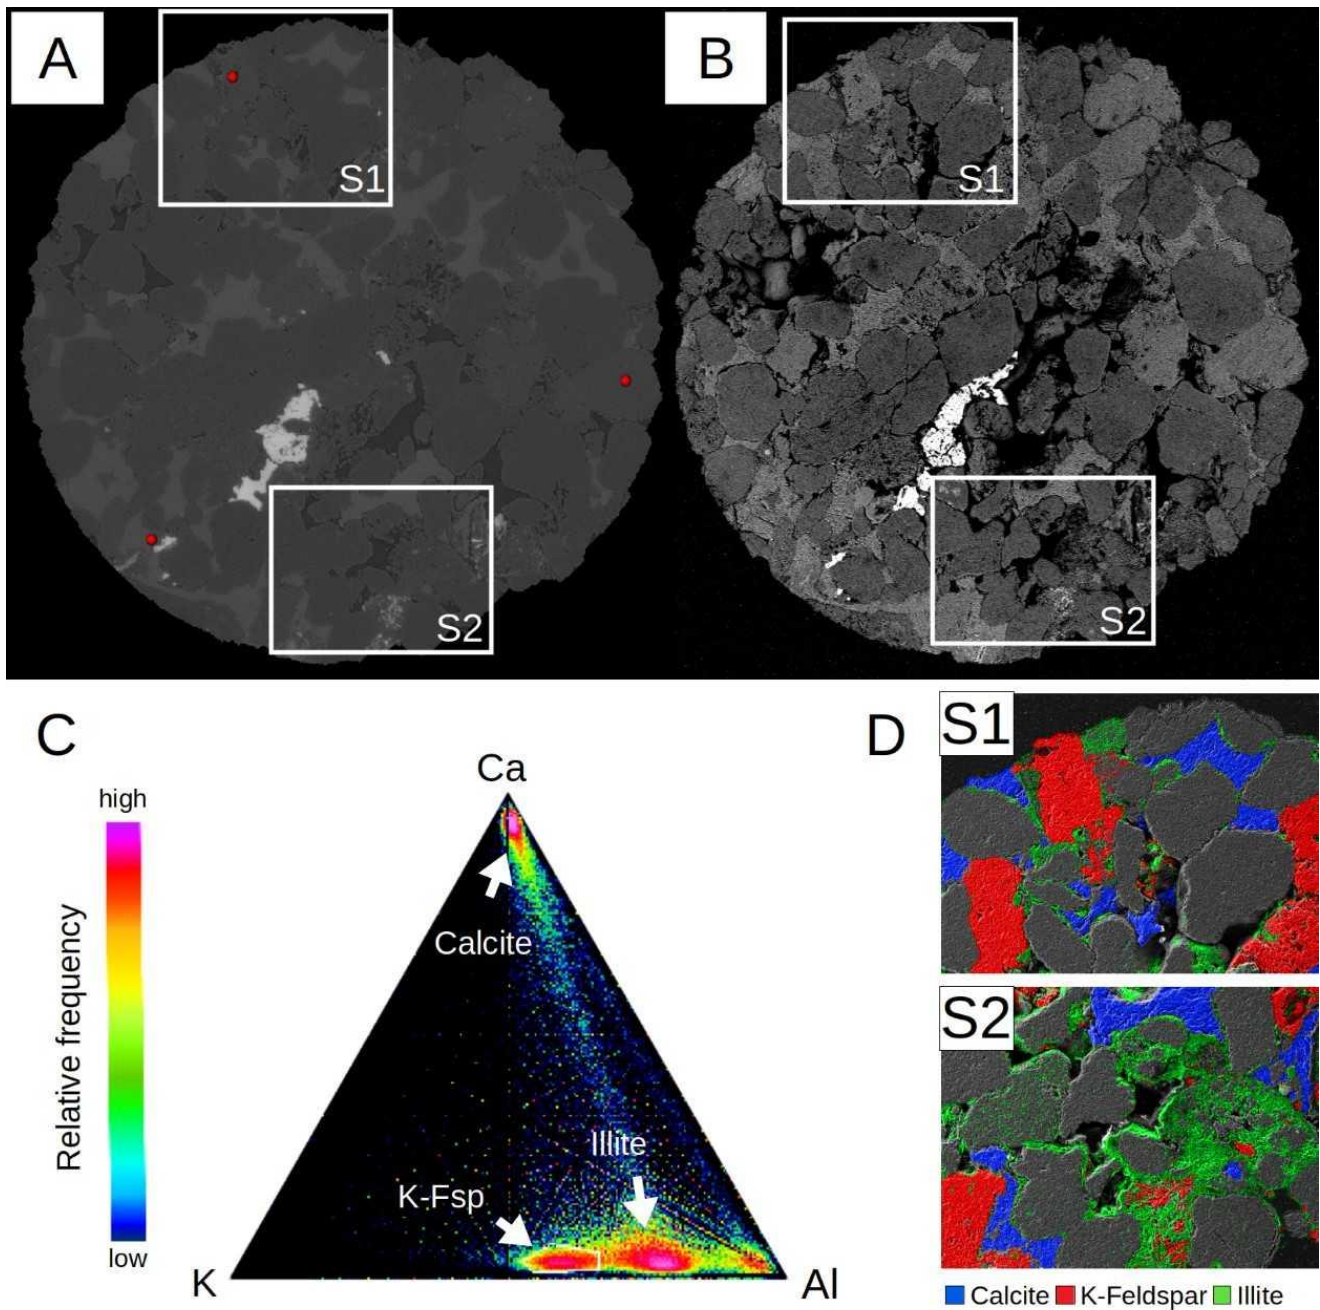 A
B
S1
S1
S2
S2
C
D
S1
Ca
high
Relative frequency
low
Calcite
Illite
K-Fsp
K
Al
S2
Calcite
K-Feldspar
Illite